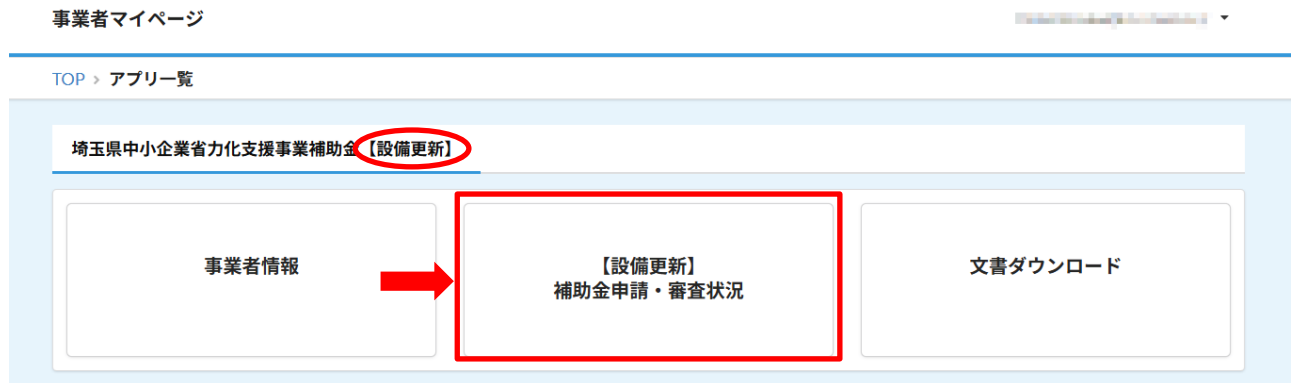 事業者マイページ
TOP > アプリ一覧
埼玉県中小企業省力化支援事業補助金【設備更新】
事業者情報
【設備更新】
補助金申請・審査状況
文書ダウンロード